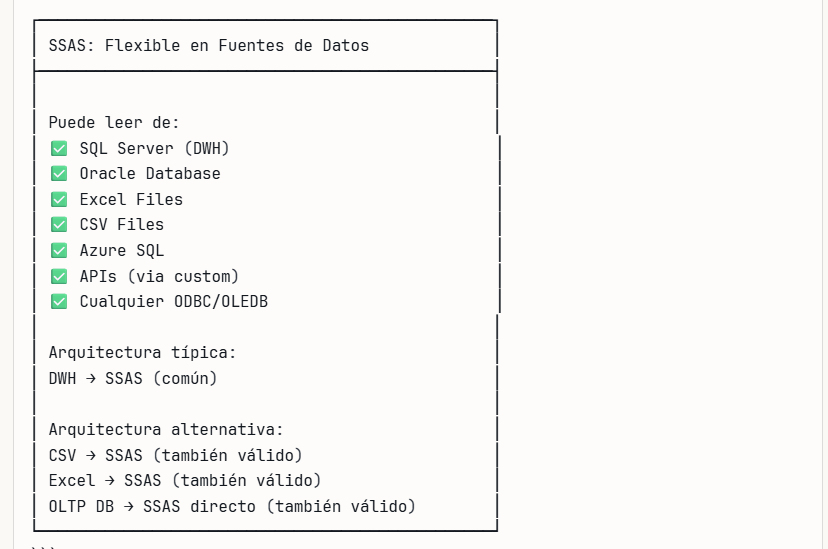 SSAS: Flexible en Fuentes de Datos
Puede leer de:
✅ SQL Server (DWH)
✅ Oracle Database
✅ Excel Files
✅ CSV Files
✅ Azure SQL
✅ APIs (via custom)
✅ Cualquier ODBC/OLEDB
Arquitectura típica:
DWH → SSAS (común)
Arquitectura alternativa:
CSV → SSAS (también válido)
Excel → SSAS (también válido)
OLTP DB → SSAS directo (también válido)
```